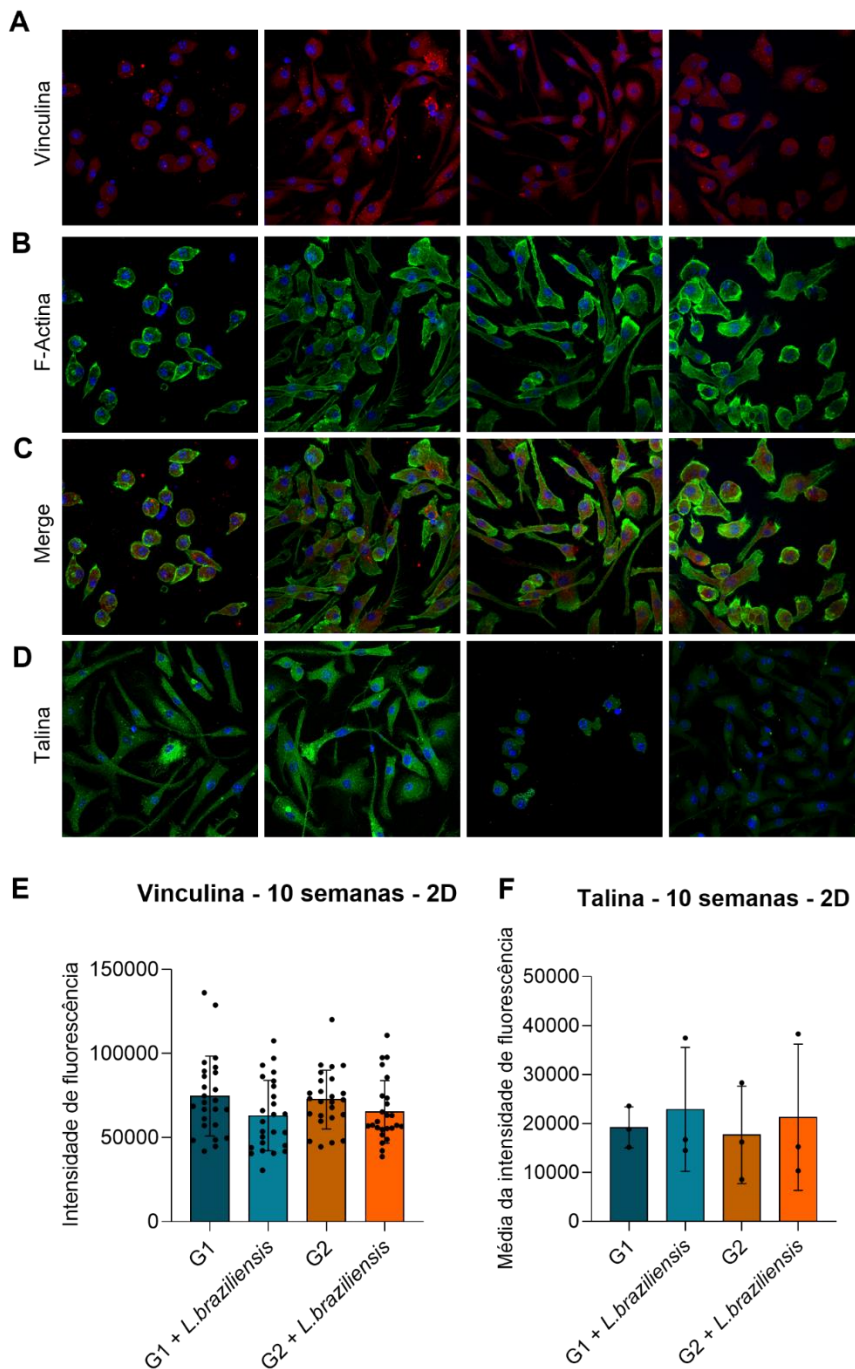 A
Vinculina
B
F-Actina
C
Merge
D
Talina
E
Vinculina - 10 semanas - 2D
Intensidade de fluorescência
150000
100000
50000
0
G1
G1 + L.braziliensis
G2
G2 + L.braziliensis
F
Talina - 10 semanas - 2D
Média da intensidade de fluorescência
50000
40000
30000
20000
10000
0
G1
G1 + L.braziliensis
G2
G2 + L.braziliensis